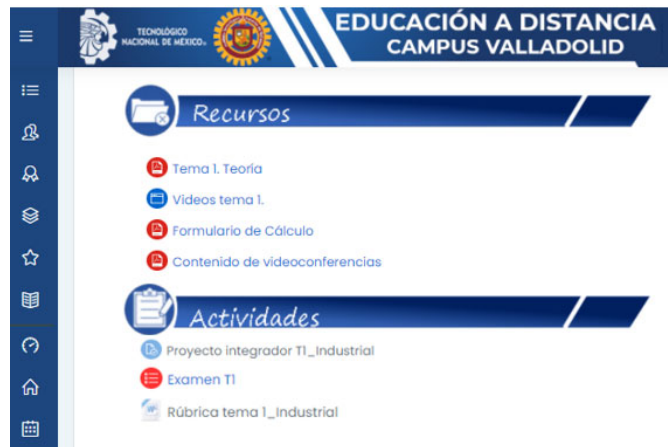 TECNOLÓGICO
NACIONAL DE MÉXICO®
EDUCACIÓN A DISTANCIA
CAMPUS VALLADOLID
Recursos
Tema 1. Teoría
Videos tema 1.
Formulario de Cálculo
Contenido de videoconferencias
Actividades
Proyecto integrador T1_Industrial
Examen T1
Rúbrica tema 1_Industrial